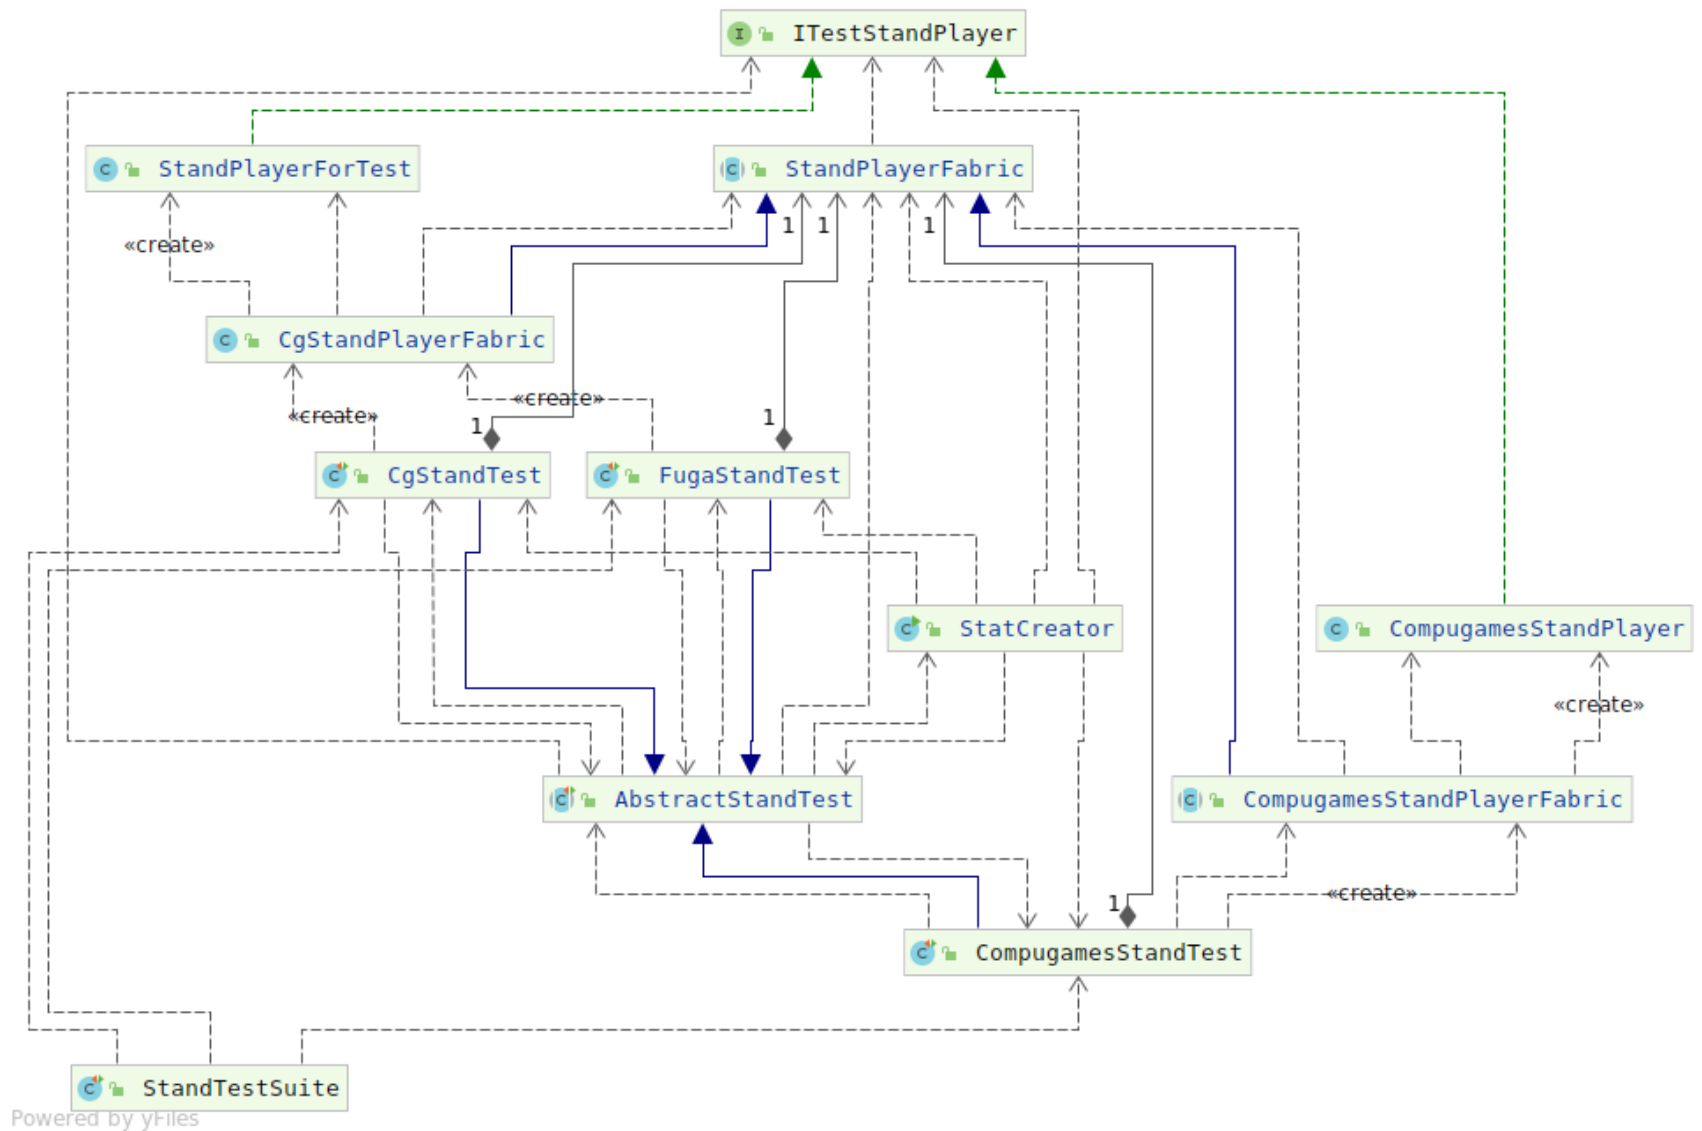 I ITestStandPlayer
C StandPlayerForTest
C StandPlayerFabric
1
1
1
«create»
C CgStandPlayerFabric
«create»
«create»
1
1
C CgStandTest
C FugaStandTest
C StatCreator
C CompugamesStandPlayer
«create»
C AbstractStandTest
C CompugamesStandPlayerFabric
«create»
1
C CompugamesStandTest
C StandTestSuite
Powered by yFiles